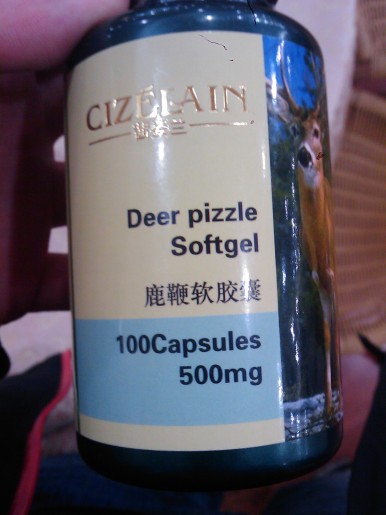 CIZELAIN
Deer pizzle
Softgel
鹿鞭软胶囊
100Capsules
500mg